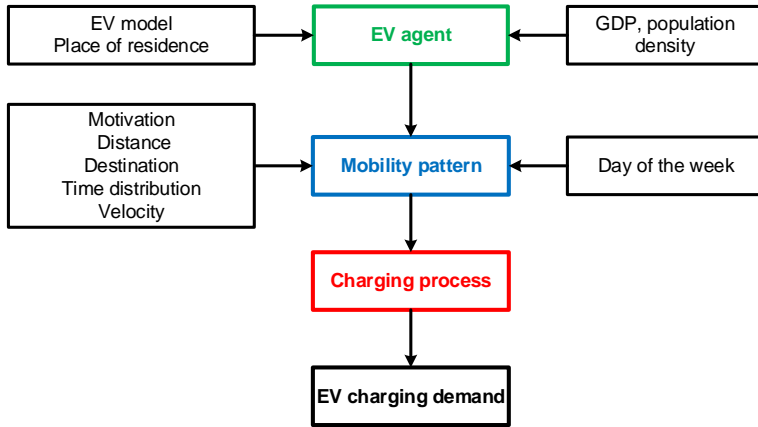 EV model
Place of residence
EV agent
GDP, population
density
Motivation
Distance
Destination
Time distribution
Velocity
Mobility pattern
Day of the week
Charging process
EV charging demand